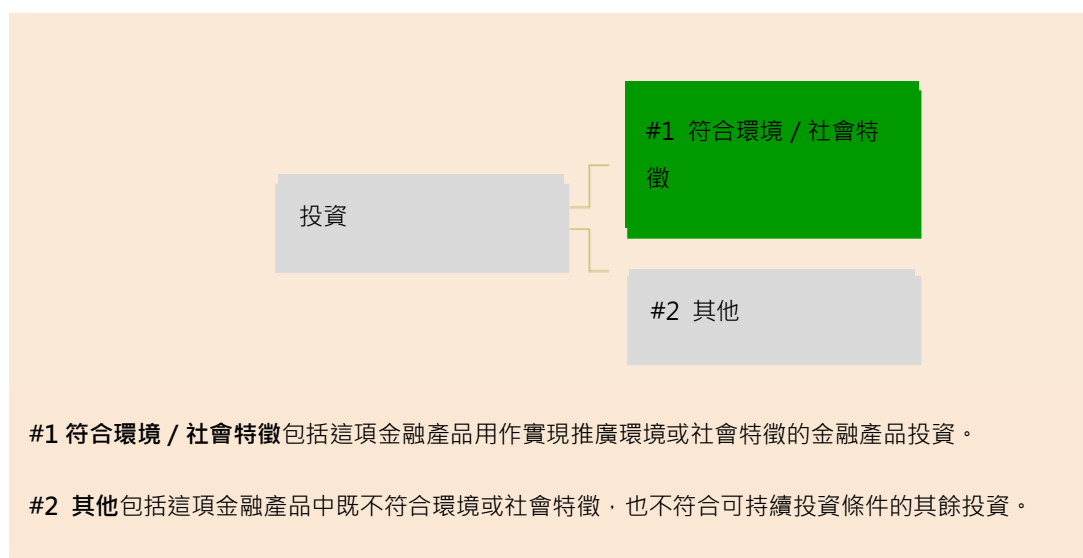 #1 符合環境 / 社會特
徵
投資
#2 其他
#1 符合環境 / 社會特徵包括這項金融產品用作實現推廣環境或社會特徵的金融產品投資。
#2 其他包括這項金融產品中既不符合環境或社會特徵，也不符合可持續投資條件的其餘投資。